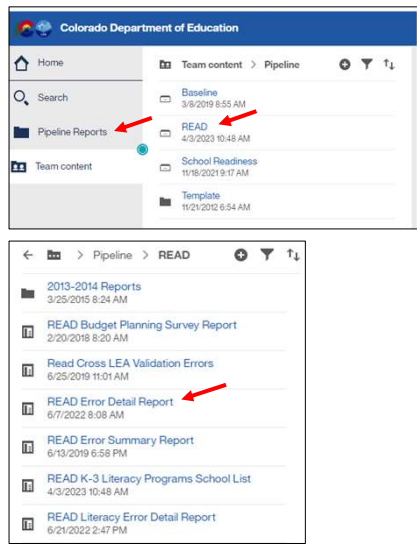 Colorado Department of Education
Home
Search
Pipeline Reports
Team content
Team content > Pipeline
Baseline
3/8/2019 8:55 AM
READ
4/3/2023 10:48 AM
School Readiness
11/18/2021 9:17 AM
Template
11/21/2012 6:54 AM
> Pipeline > READ
2013-2014 Reports
3/25/2015 8:24 AM
READ Budget Planning Survey Report
2/20/2018 8:20 AM
Read Cross LEA Validation Errors
6/25/2019 11:01 AM
READ Error Detail Report
6/7/2022 8:08 AM
READ Error Summary Report
6/13/2019 6:58 PM
READ K-3 Literacy Programs School List
4/3/2023 10:48 AM
READ Literacy Error Detail Report
6/21/2022 2:47 PM